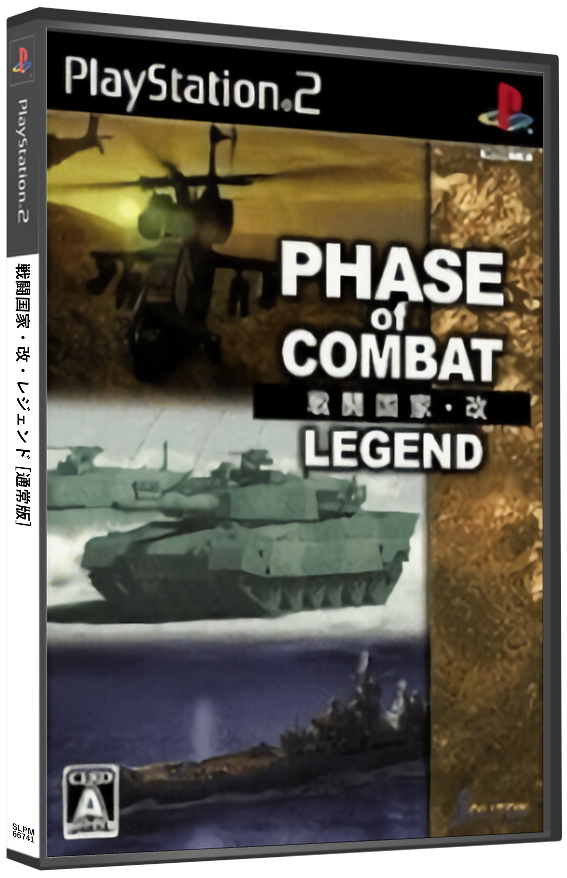 PlayStation.2
PlayStation.2
戦闘国家・改・レジェンド [通常版]
SLPM
66741
PHASE
of
COMBAT
戦闘国家・改
LEGEND
CERO
A